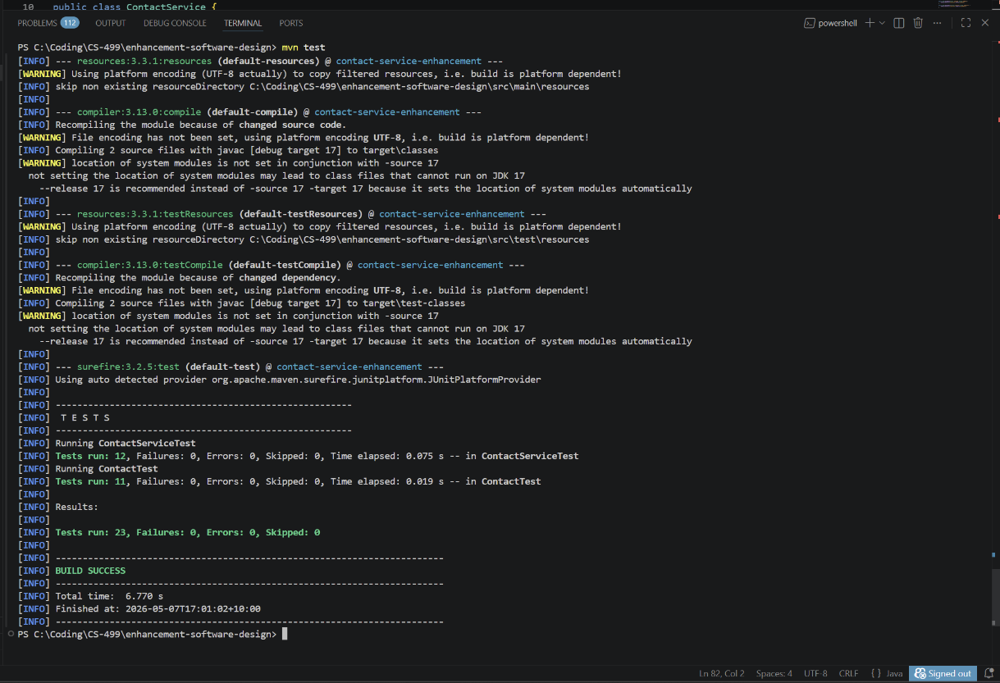 10 public class ContactService {
PROBLEMS 112 OUTPUT DEBUG CONSOLE TERMINAL PORTS powershell
PS C:\Coding\CS-499\enhancement-software-design> mvn test
[INFO] --- resources:3.3.1:resources (default-resources) @ contact-service-enhancement ---
[WARNING] Using platform encoding (UTF-8 actually) to copy filtered resources, i.e. build is platform dependent!
[INFO] skip non existing resourceDirectory C:\Coding\CS-499\enhancement-software-design\src\main\resources
[INFO]
[INFO] --- compiler:3.13.0:compile (default-compile) @ contact-service-enhancement ---
[INFO] Recompiling the module because of changed source code.
[WARNING] File encoding has not been set, using platform encoding UTF-8, i.e. build is platform dependent!
[INFO] Compiling 2 source files with javac [debug target 17] to target\classes
[WARNING] location of system modules is not set in conjunction with -source 17
  not setting the location of system modules may lead to class files that cannot run on JDK 17
    --release 17 is recommended instead of -source 17 -target 17 because it sets the location of system modules automatically
[INFO]
[INFO] --- resources:3.3.1:testResources (default-testResources) @ contact-service-enhancement ---
[WARNING] Using platform encoding (UTF-8 actually) to copy filtered resources, i.e. build is platform dependent!
[INFO] skip non existing resourceDirectory C:\Coding\CS-499\enhancement-software-design\src\test\resources
[INFO]
[INFO] --- compiler:3.13.0:testCompile (default-testCompile) @ contact-service-enhancement ---
[INFO] Recompiling the module because of changed dependency.
[WARNING] File encoding has not been set, using platform encoding UTF-8, i.e. build is platform dependent!
[INFO] Compiling 2 source files with javac [debug target 17] to target\test-classes
[WARNING] location of system modules is not set in conjunction with -source 17
  not setting the location of system modules may lead to class files that cannot run on JDK 17
    --release 17 is recommended instead of -source 17 -target 17 because it sets the location of system modules automatically
[INFO]
[INFO] --- surefire:3.2.5:test (default-test) @ contact-service-enhancement ---
[INFO] Using auto detected provider org.apache.maven.surefire.junitplatform.JUnitPlatformProvider
[INFO]
[INFO] -------------------------------------------------------
[INFO]  T E S T S
[INFO] -------------------------------------------------------
[INFO] Running ContactServiceTest
[INFO] Tests run: 12, Failures: 0, Errors: 0, Skipped: 0, Time elapsed: 0.075 s -- in ContactServiceTest
[INFO] Running ContactTest
[INFO] Tests run: 11, Failures: 0, Errors: 0, Skipped: 0, Time elapsed: 0.019 s -- in ContactTest
[INFO]
[INFO] Results:
[INFO]
[INFO] Tests run: 23, Failures: 0, Errors: 0, Skipped: 0
[INFO]
[INFO] ------------------------------------------------------------------------
[INFO] BUILD SUCCESS
[INFO] ------------------------------------------------------------------------
[INFO] Total time:  6.770 s
[INFO] Finished at: 2026-05-07T17:01:02+10:00
[INFO] ------------------------------------------------------------------------
PS C:\Coding\CS-499\enhancement-software-design>
Ln 82, Col 2 Spaces: 4 UTF-8 CRLF {} Java Signed out